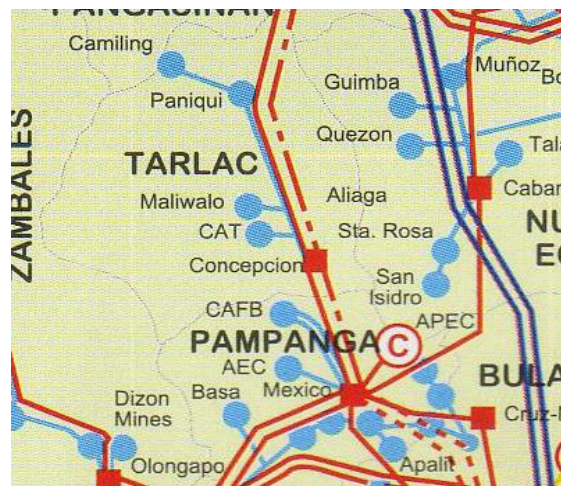 PANGASINAN
Camiling
Muñoz
Guimba
Paniqui
Quezon
TARLAC
Aliaga
Maliwalo
CAT
Sta. Rosa
ZAMBALES
Concepcion
San
Isidro
CAFB
APEC
PAMPANGA
C
AEC
Mexico
Basa
Dizon
Mines
Olongapo
Apalit